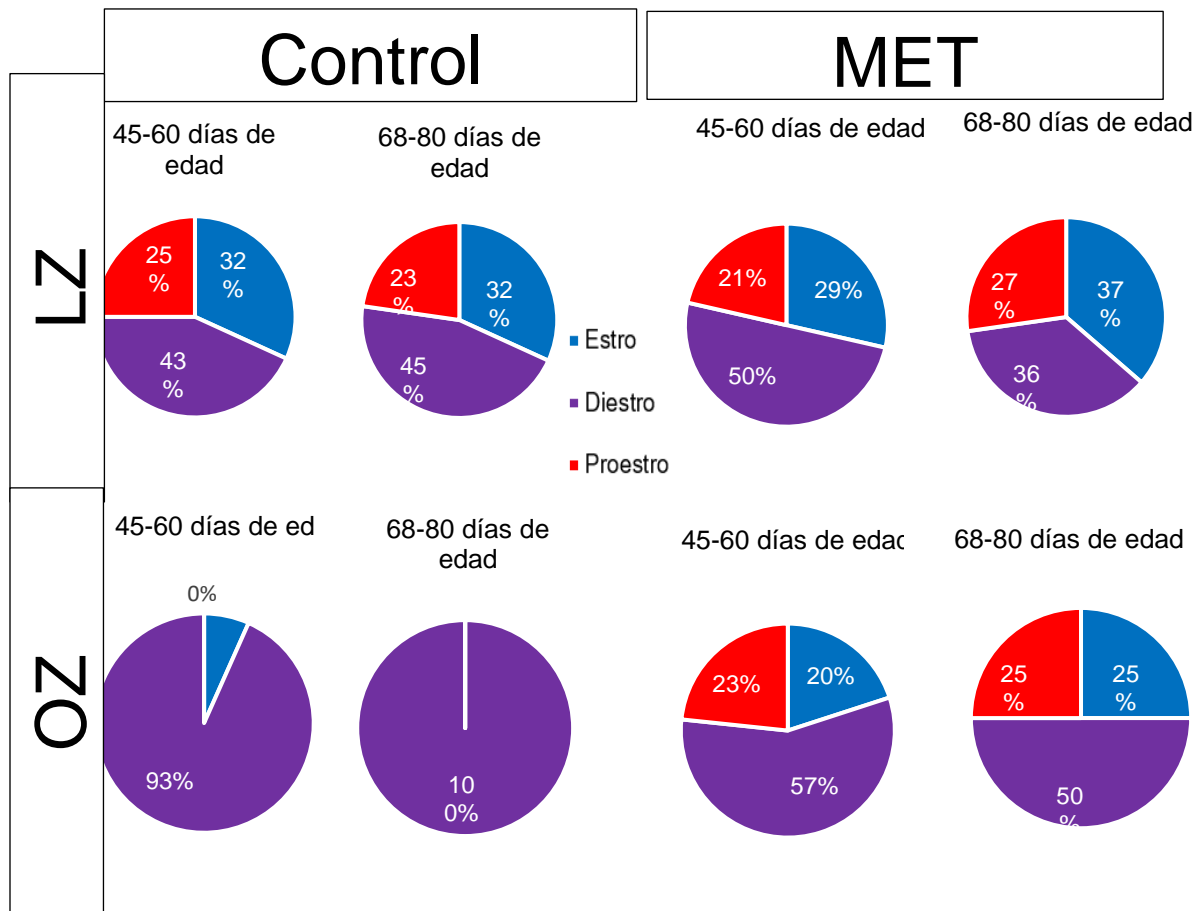 Control
MET
LZ
45-60 días de
edad
68-80 días de
edad
45-60 días de edad
68-80 días de edad
25
%
32
%
43
%
23
%
32
%
45
%
Estro
Diestro
Proestro
21%
29%
50%
27
%
37
%
36
%
OZ
45-60 días de ed
68-80 días de
edad
45-60 días de edad
68-80 días de edad
0%
93%
10
0%
23%
20%
57%
25
%
25
%
50
%